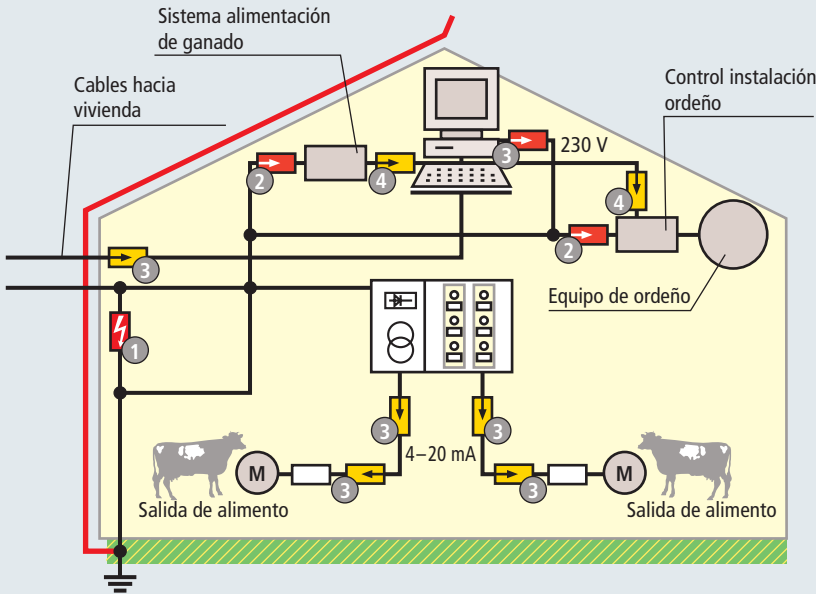 Sistema alimentación
de ganado
Cables hacia
vivienda
Control instalación
ordeño
3
230 V
2
4
4
2
3
Equipo de ordeño
1
3
3
4–20 mA
M
3
3
M
Salida de alimento
Salida de alimento